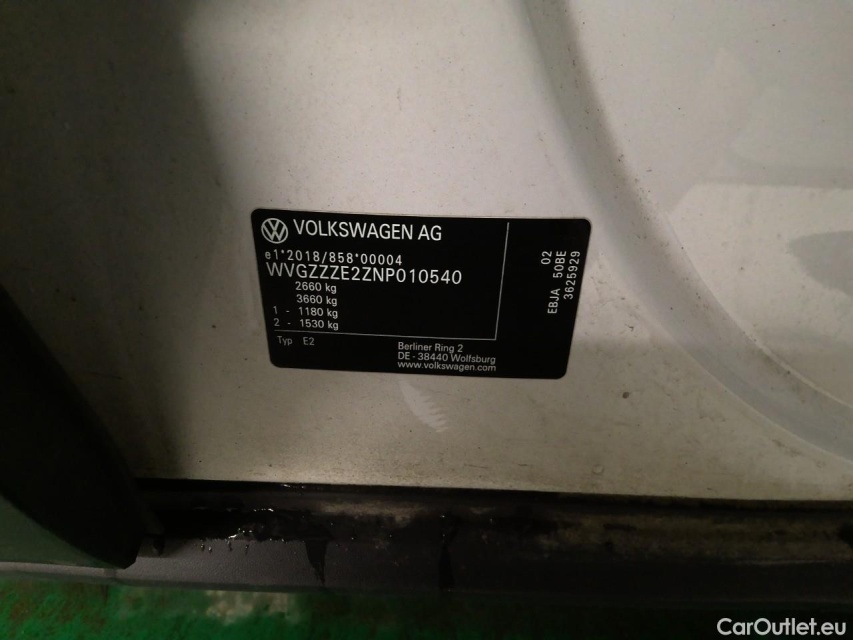 VOLKSWAGEN AG
e1*2018/858*00004
WVGZZZE2ZNP010540
2660 kg
3660 kg
1 - 1180 kg
2 - 1530 kg
Typ E2
Berliner Ring 2
DE - 38440 Wolfsburg
www.volkswagen.com
02
EBJA 50BE
3625929
CarOutlet.eu